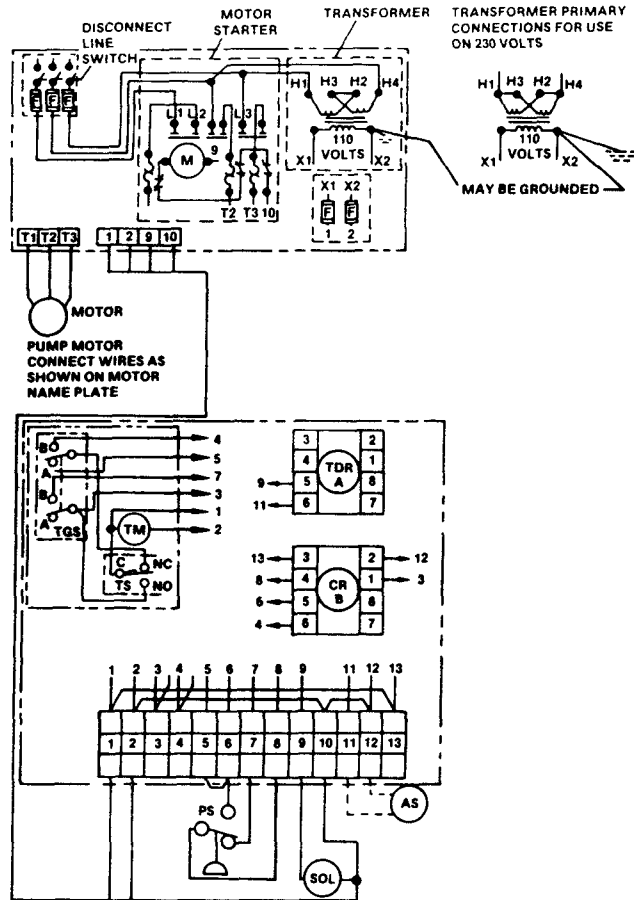 DISCONNECT
LINE
SWITCH
MOTOR
STARTER
TRANSFORMER
TRANSFORMER PRIMARY
CONNECTIONS FOR USE
ON 230 VOLTS
F F F
L1 L2 L3
M
9
T2 T3 10
H1 H3 H2 H4
110
VOLTS
X1 X2
X1 X2
F F
1 2
H1 H3 H2 H4
110
VOLTS
X1 X2
MAY BE GROUNDED
T1 T2 T3
1 2 9 10
MOTOR
PUMP MOTOR
CONNECT WIRES AS
SHOWN ON MOTOR
NAME PLATE
B
A
B
A
TGS
4
5
7
3
1
2
TM
C
NC
TS
NO
3 2
4 1
5 8
6 7
TDR
A
9
11
3 2
4 1
5 8
6 7
CR
B
13
8
6
4
12
3
1 2 3 4 5 6 7 8 9 11 12 13
1 2 3 4 5 6 7 8 9 10 11 12 13
PS
AS
SOL